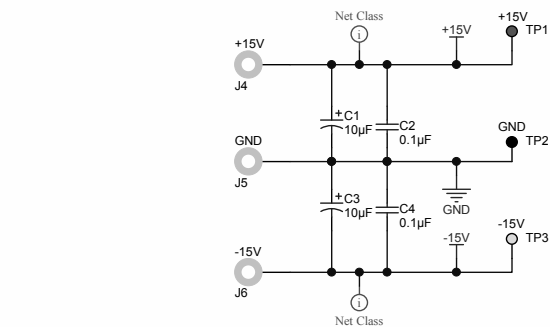 Net Class
i
+15V
TP1
+15V
+15V
J4
+
C1
10µF
C2
0.1µF
GND
TP2
GND
J5
+
C3
10µF
C4
0.1µF
GND
-15V
TP3
-15V
-15V
J6
i
Net Class